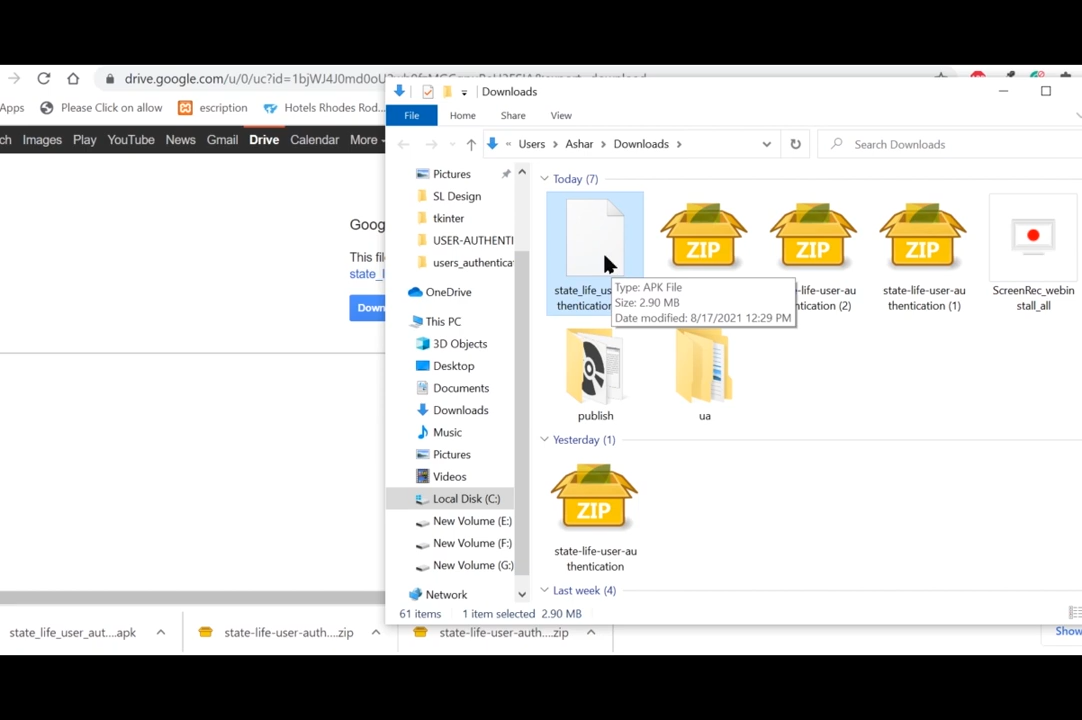 drive.google.com/u/0/uc?id=1bjWJ4J0md0oU
Downloads
Apps
Please Click on allow
escription
Hotels Rhodes Rod...
File
Home
Share
View
ch
Images
Play
YouTube
News
Gmail
Drive
Calendar
More
Users
Ashar
Downloads
Search Downloads
Goog
This fil
state_l
Down
Pictures
SL Design
tkinter
USER-AUTHENTI
users_authentica
OneDrive
This PC
3D Objects
Desktop
Documents
Downloads
Music
Pictures
Videos
Local Disk (C:)
New Volume (E:)
New Volume (F:)
New Volume (G:)
Network
Today (7)
ZIP
ZIP
ZIP
state_life_us
thentication
Type: APK File
Size: 2.90 MB
Date modified: 8/17/2021 12:29 PM
-life-user-au
thentication (2)
state-life-user-au
thentication (1)
ScreenRec_webin
stall_all
publish
ua
Yesterday (1)
ZIP
state-life-user-au
thentication
Last week (4)
61 items
1 item selected
2.90 MB
state_life_user_aut....apk
state-life-user-auth....zip
state-life-user-auth....zip
Show